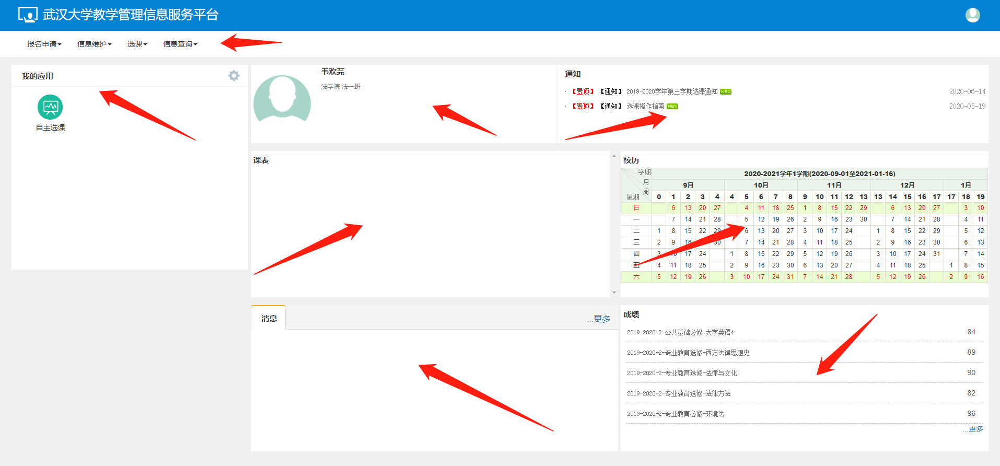 武汉大学教学管理信息服务平台
报名申请 信息维护 选课 信息查询
我的应用
自主选课
韦欢芫
法学院 法一班
通知
· 【置顶】 【通知】 2019-2020学年第三学期选课通知 NEW 2020-06-14
· 【置顶】 【通知】 选课操作指南 NEW 2020-05-19
课表
校历
学期 2020-2021学年1学期(2020-09-01至2021-01-16)
月 9月 10月 11月 12月 1月
周
星期 0 1 2 3 4 4 5 6 7 8 9 10 11 12 13 13 14 15 16 17 17 18 19
日 6 13 20 27 4 11 18 25 1 8 15 22 29 6 13 20 27 3 10
一 7 14 21 28 5 12 19 26 2 9 16 23 30 7 14 21 28 4 11
二 1 8 15 22 29 6 13 20 27 3 10 17 24 1 8 15 22 29 5 12
三 2 9 16 30 7 14 21 28 4 11 18 25 2 9 16 23 30 6 13
四 3 10 17 24 1 8 15 22 29 5 12 19 26 3 10 17 24 31 7 14
五 4 11 18 25 2 9 16 23 30 6 13 20 27 4 11 18 25 1 8 15
六 5 12 19 26 3 10 17 24 31 7 14 21 28 5 12 19 26 2 9 16
消息
...更多
成绩
2019-2020-2-公共基础必修-大学英语4 84
2019-2020-2-专业教育选修-西方法律思想史 89
2019-2020-2-专业教育选修-法律与文化 90
2019-2020-2-专业教育选修-法律方法 82
2019-2020-2-专业教育必修-环境法 96
...更多